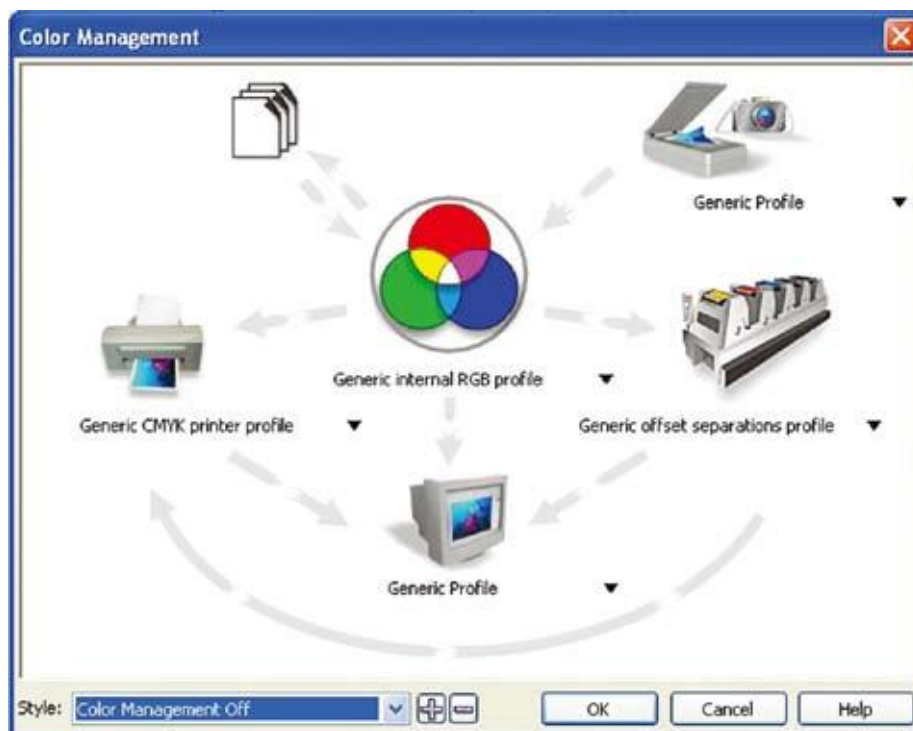 Color Management
Generic Profile
Generic internal RGB profile
Generic CMYK printer profile
Generic offset separations profile
Generic Profile
Style: Color Management Off
OK Cancel Help